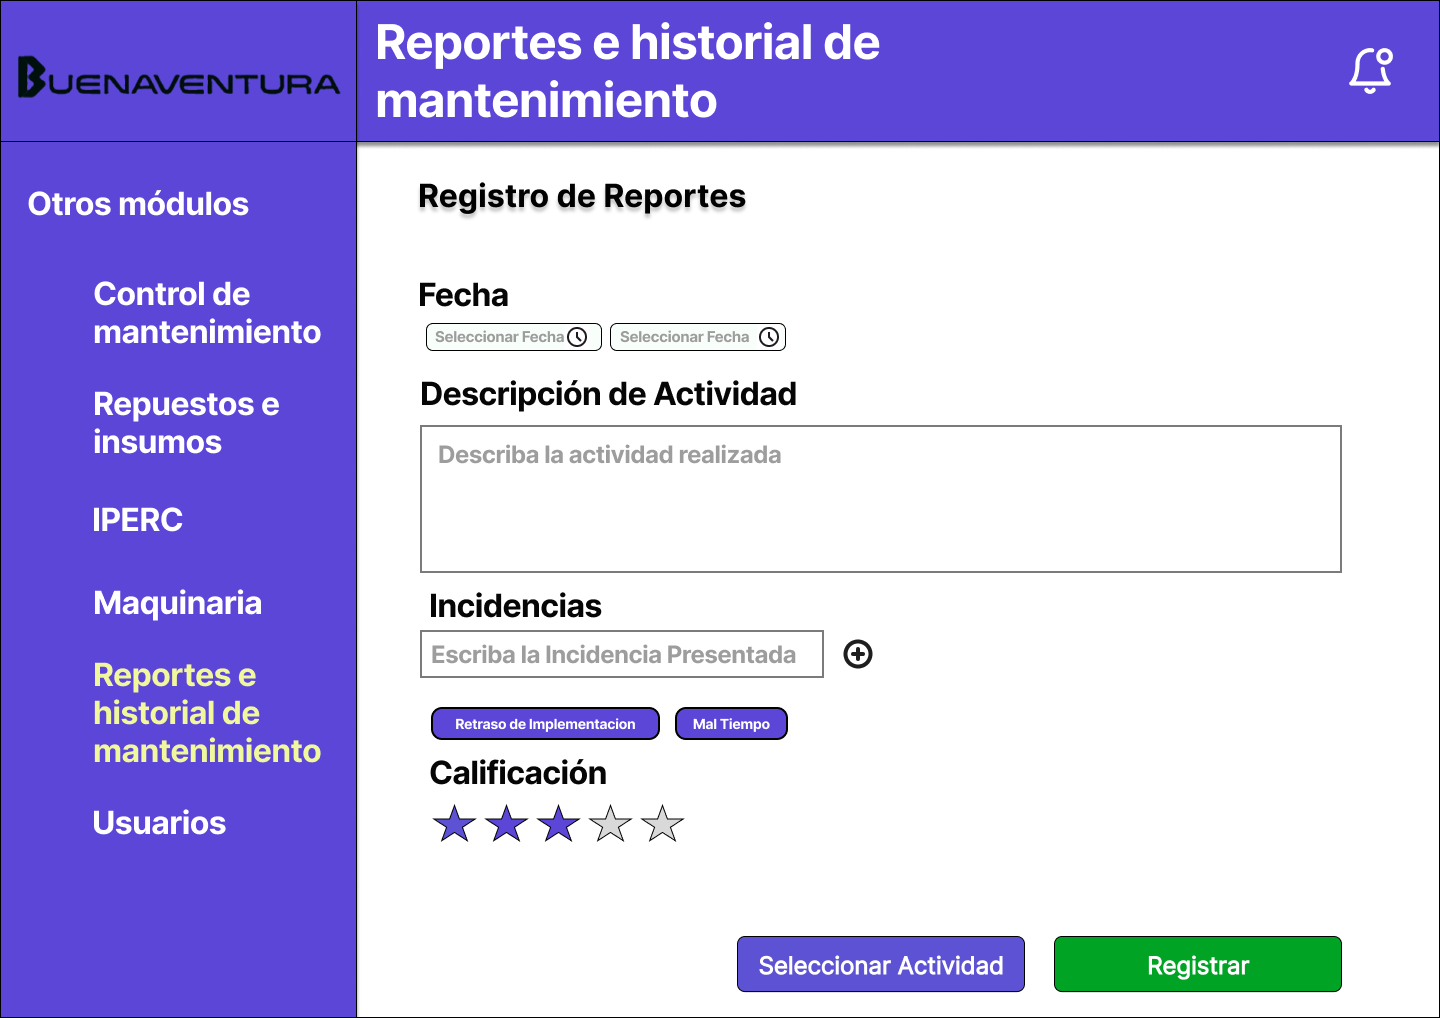 BUENAVENTURA
Reportes e historial de
mantenimiento
Otros módulos
Control de
mantenimiento
Repuestos e
insumos
IPERC
Maquinaria
Reportes e
historial de
mantenimiento
Usuarios
Registro de Reportes
Fecha
Seleccionar Fecha Seleccionar Fecha
Descripción de Actividad
Describa la actividad realizada
Incidencias
Escriba la Incidencia Presentada
Retraso de Implementacion Mal Tiempo
Calificación
Seleccionar Actividad Registrar